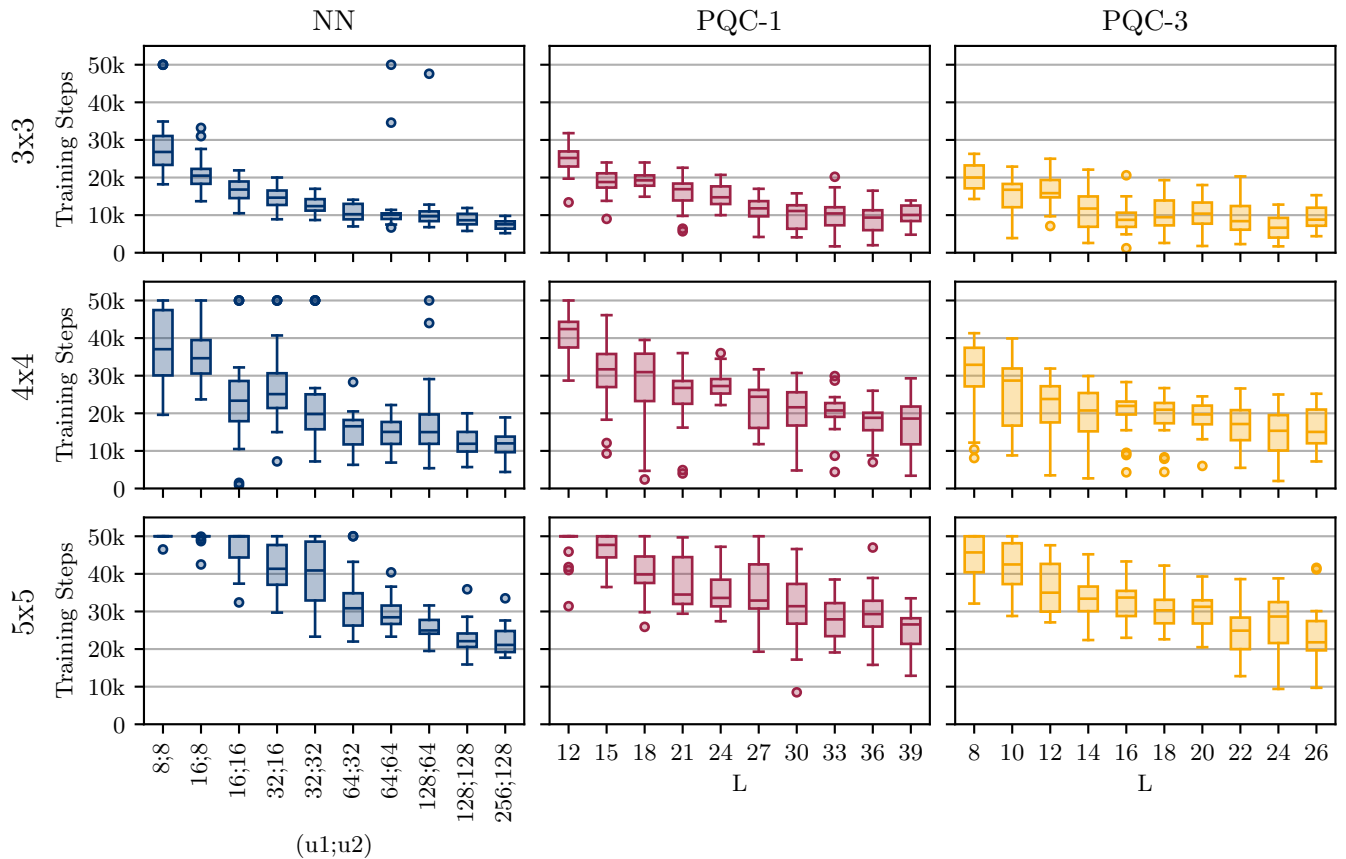 NN PQC-1 PQC-3
3x3
Training Steps
50k
40k
30k
20k
10k
0
4x4
Training Steps
50k
40k
30k
20k
10k
0
5x5
Training Steps
50k
40k
30k
20k
10k
0
8;8 16;8 16;16 32;16 32;32 64;32 64;64 128;64 128;128 256;128
(u1;u2)
12 15 18 21 24 27 30 33 36 39
L
8 10 12 14 16 18 20 22 24 26
L